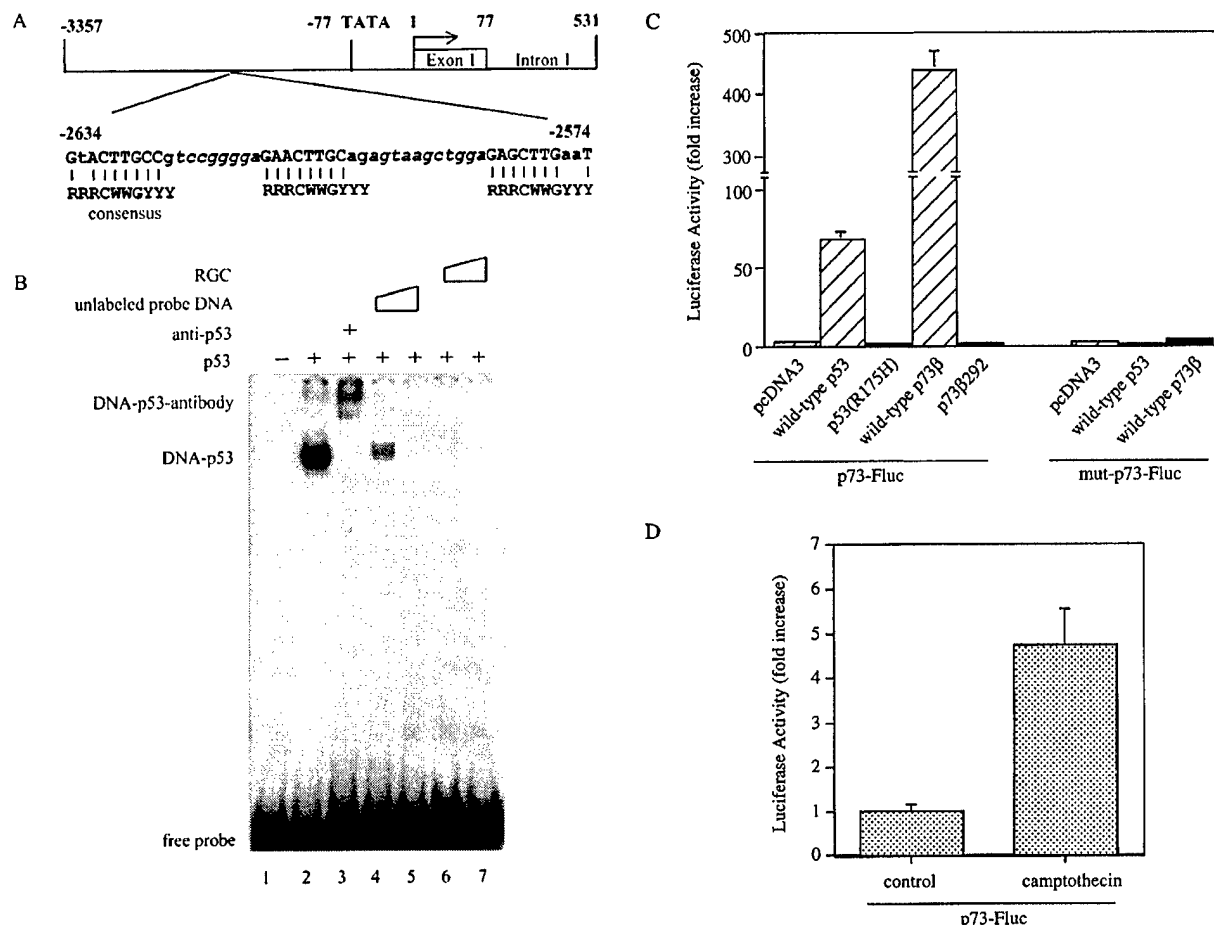 A
-3357 -77 TATA 1 77 531
Exon 1 Intron 1
-2634 -2574
GtACTTGCCgtccggggaGAACTTGCAgagtaagctggaGAGCTTGaaT
RRRCWWGYYY RRRCWWGYYY RRRCWWGYYY
consensus
B
RGC
unlabeled probe DNA
anti-p53 +
p53 – + + + + + +
DNA-p53-antibody
DNA-p53
free probe
1 2 3 4 5 6 7
C
Luciferase Activity (fold increase)
500
400
300
100
50
0
pcDNA3
wild-type p53
p53(R175H)
wild-type p73β
p73β292
pcDNA3
wild-type p53
wild-type p73β
p73-Fluc mut-p73-Fluc
D
Luciferase Activity (fold increase)
7
6
5
4
3
2
1
0
control camptothecin
p73-Fluc